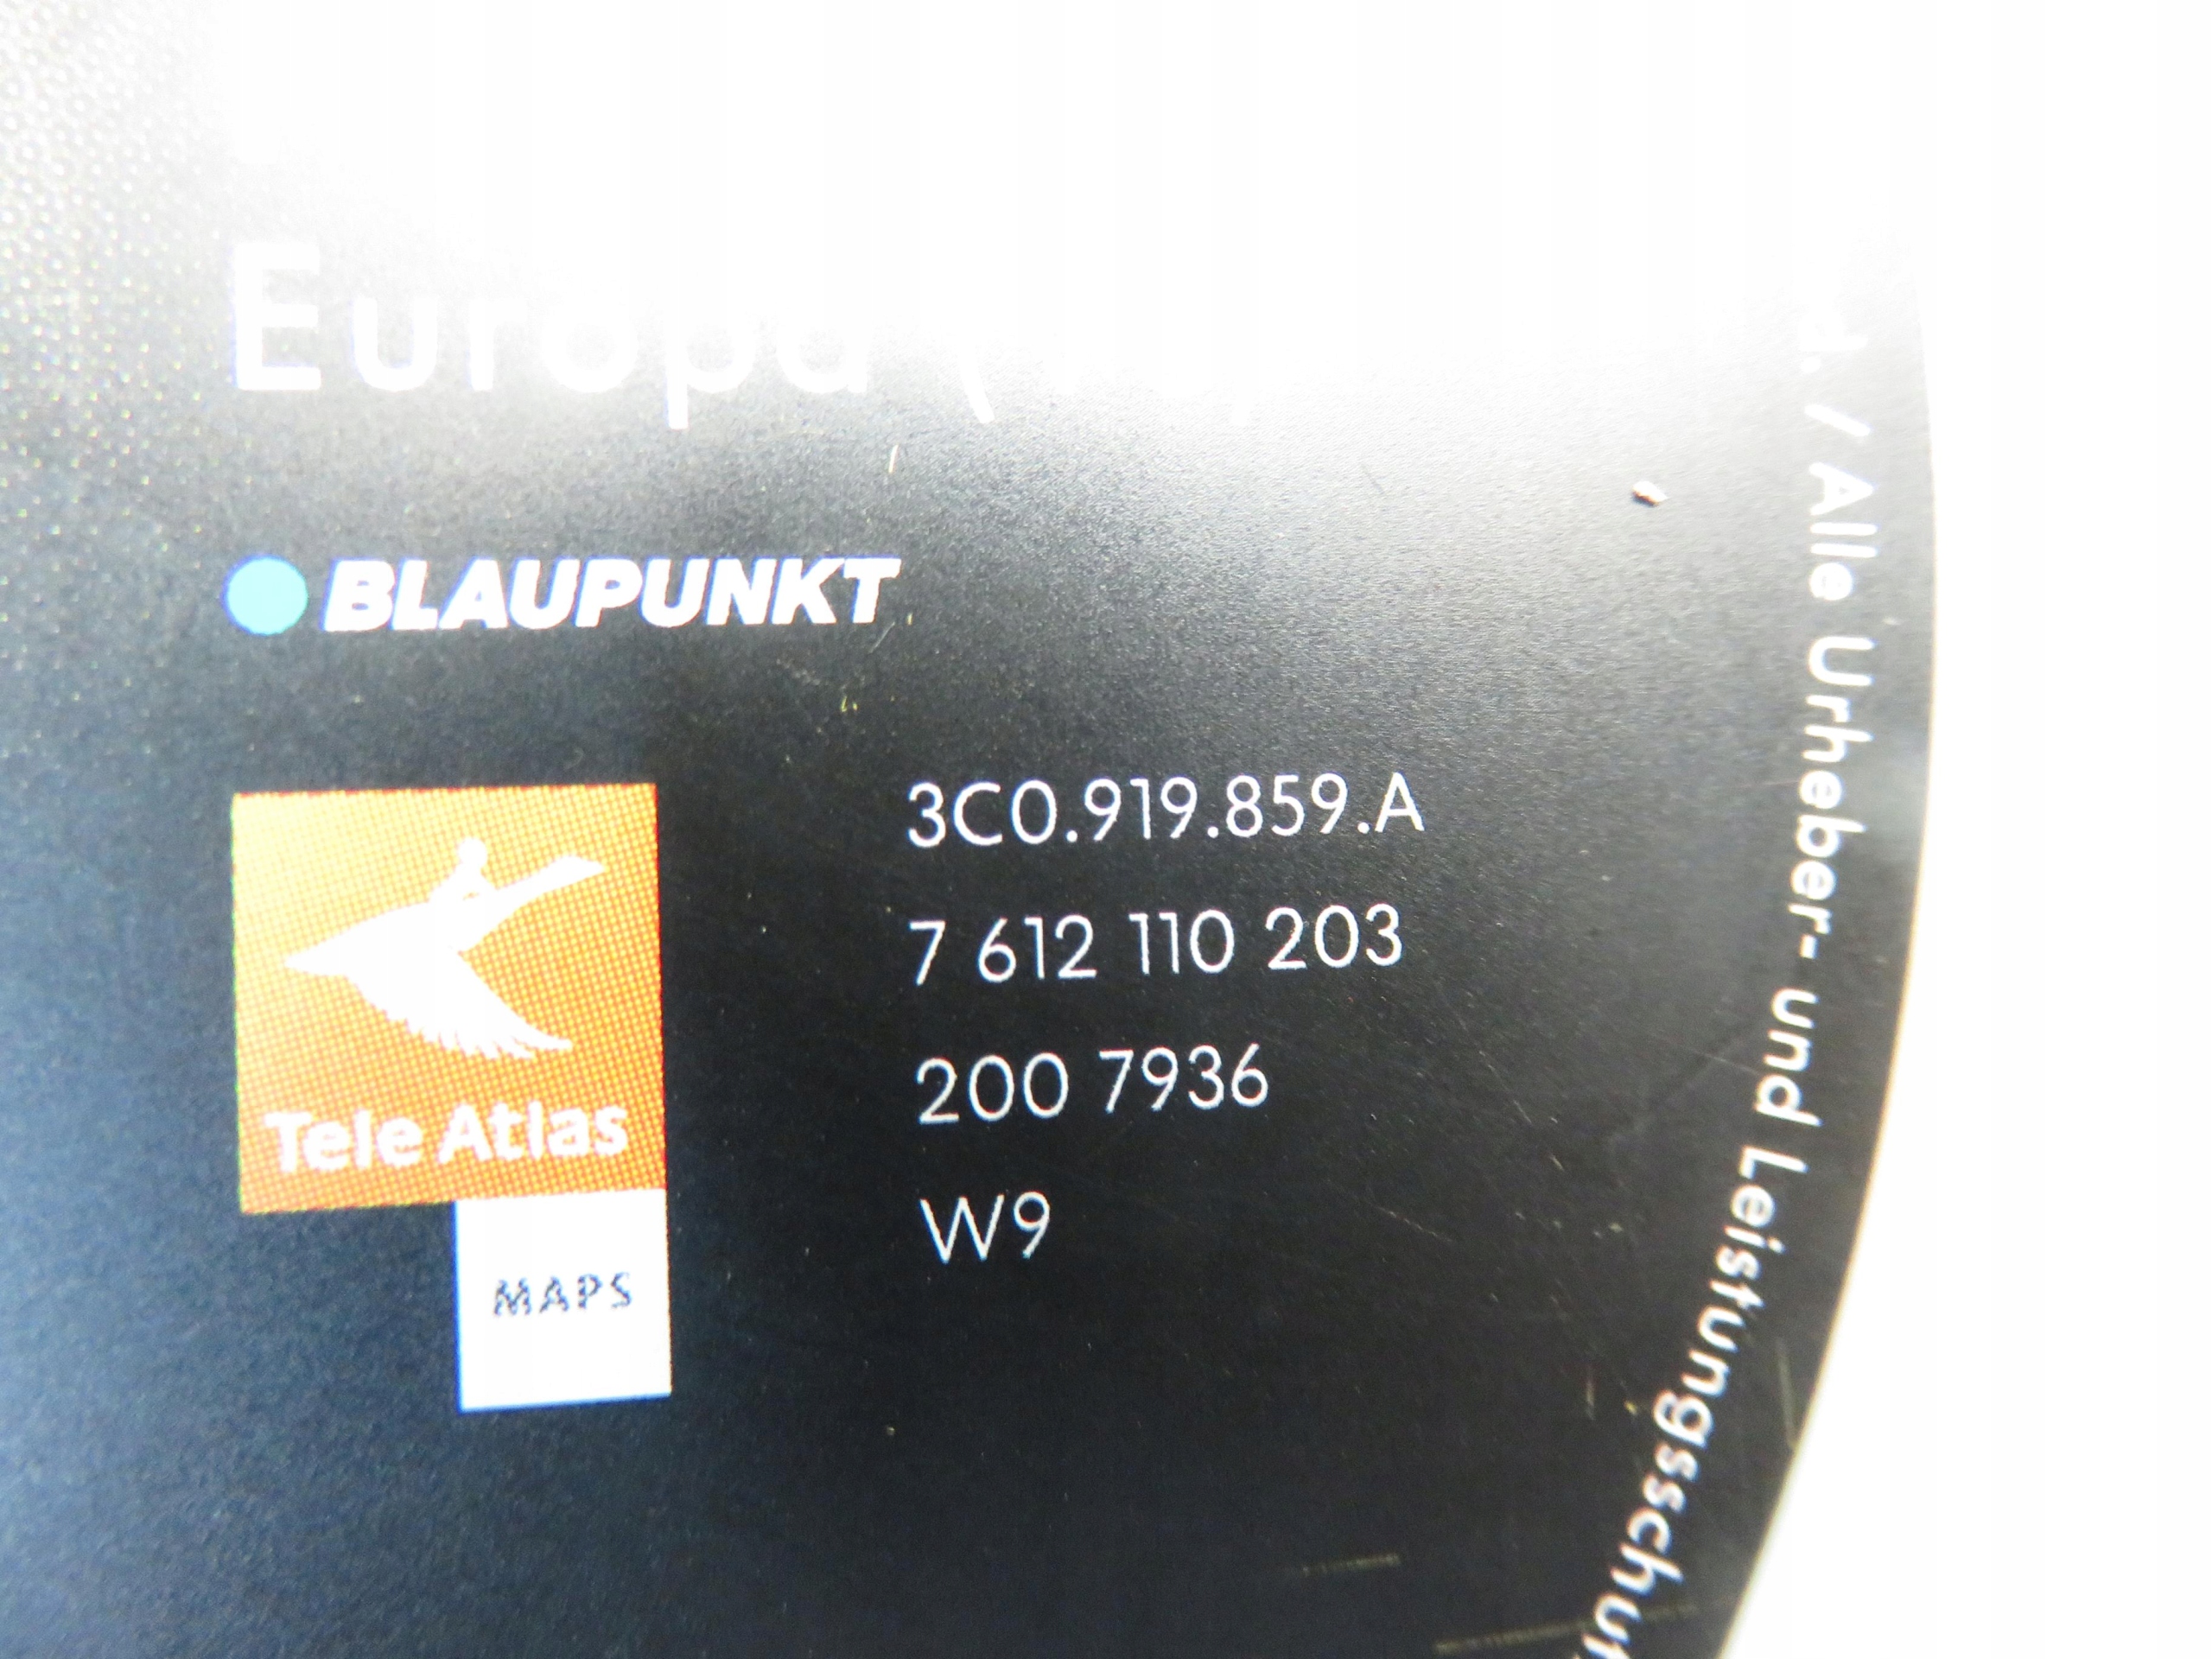 Europa
BLAUPUNKT
3C0.919.859.A
7 612 110 203
200 7936
W9
Tele Atlas
MAPS
/ Alle Urheber- und Leistungsschu